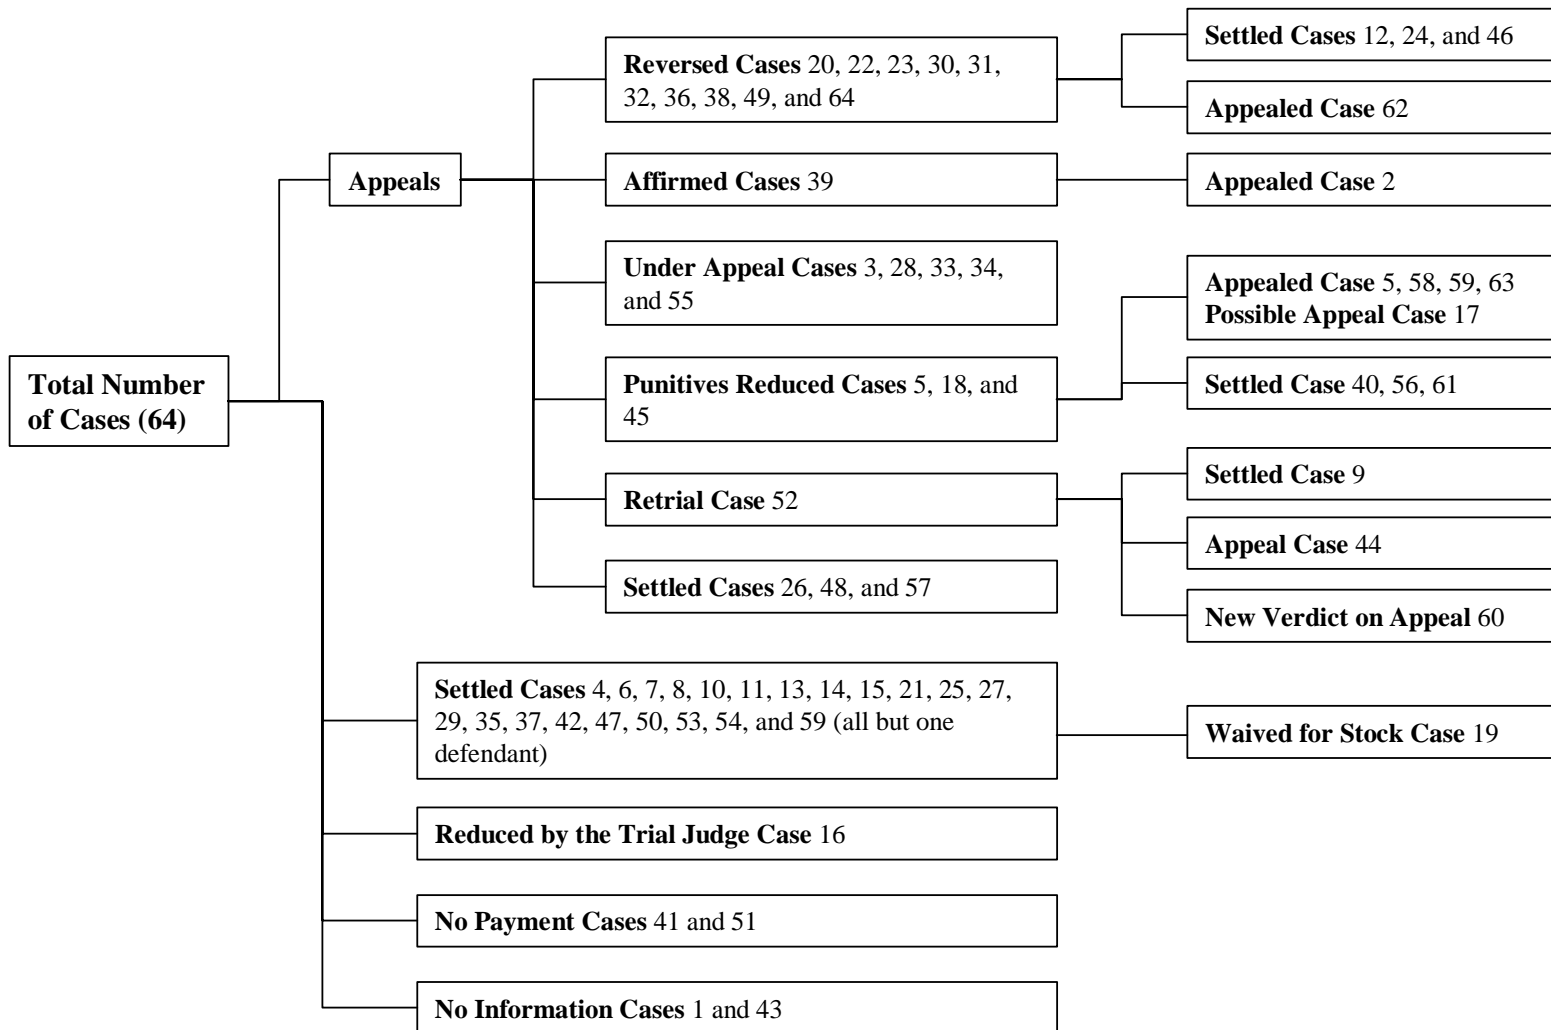 Total Number
of Cases (64)
Appeals
Reversed Cases 20, 22, 23, 30, 31,
32, 36, 38, 49, and 64
Settled Cases 12, 24, and 46
Appealed Case 62
Affirmed Cases 39
Appealed Case 2
Under Appeal Cases 3, 28, 33, 34,
and 55
Punitives Reduced Cases 5, 18, and
45
Appealed Case 5, 58, 59, 63
Possible Appeal Case 17
Settled Case 40, 56, 61
Retrial Case 52
Settled Case 9
Appeal Case 44
New Verdict on Appeal 60
Settled Cases 26, 48, and 57
Settled Cases 4, 6, 7, 8, 10, 11, 13, 14, 15, 21, 25, 27,
29, 35, 37, 42, 47, 50, 53, 54, and 59 (all but one
defendant)
Waived for Stock Case 19
Reduced by the Trial Judge Case 16
No Payment Cases 41 and 51
No Information Cases 1 and 43